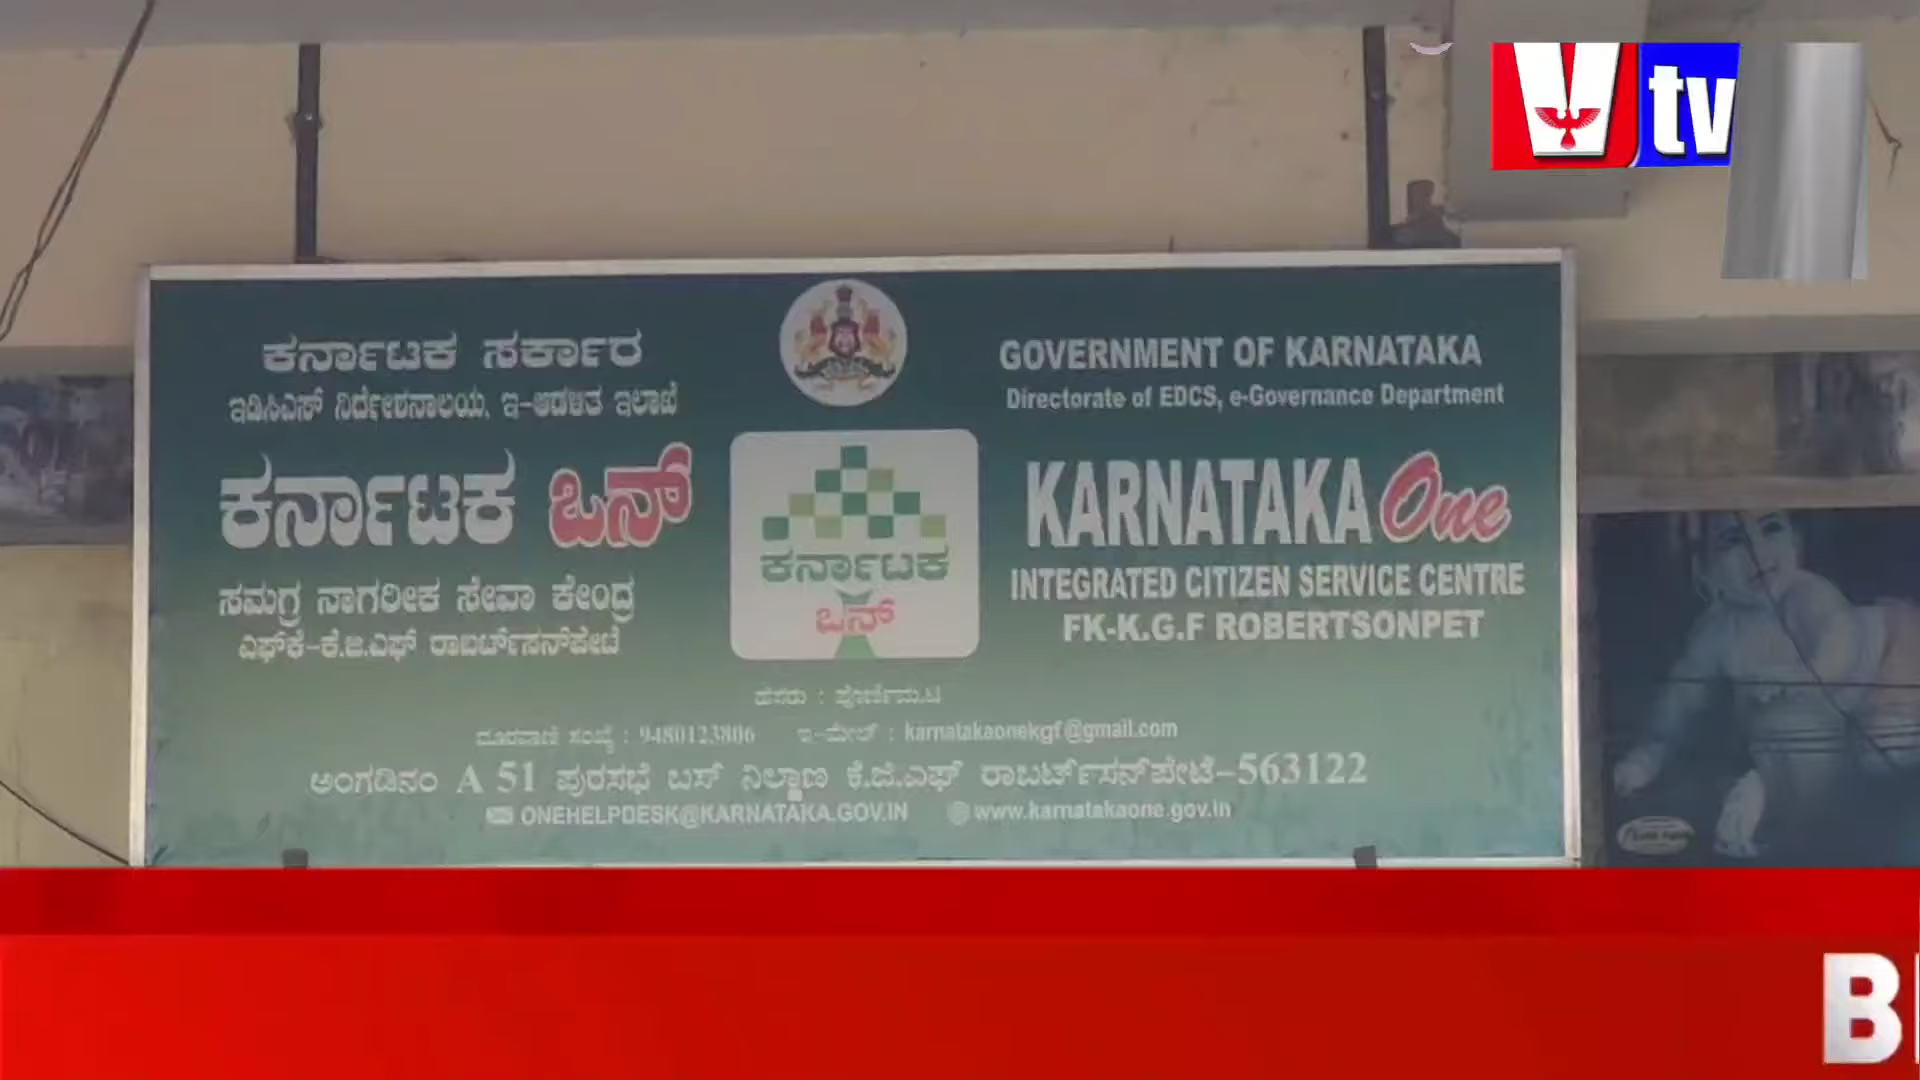 V tv
ಕರ್ನಾಟಕ ಸರ್ಕಾರ
ಇಡಿಸಿಎಸ್ ನಿರ್ದೇಶನಾಲಯ, ಇ-ಆಡಳಿತ ಇಲಾಖೆ
ಕರ್ನಾಟಕ ಒನ್
ಸಮಗ್ರ ನಾಗರೀಕ ಸೇವಾ ಕೇಂದ್ರ
ಎಫ್‌ಕೆ-ಕೆ.ಜಿ.ಎಫ್ ರಾಬರ್ಟ್‌ಸನ್‌ಪೇಟೆ
ಕರ್ನಾಟಕ
ಒನ್
GOVERNMENT OF KARNATAKA
Directorate of EDCS, e-Governance Department
KARNATAKA One
INTEGRATED CITIZEN SERVICE CENTRE
FK-K.G.F ROBERTSONPET
ಹೆಸರು :
ದೂರವಾಣಿ ಸಂಖ್ಯೆ : 9480123806 ಇ-ಮೇಲ್ : karnatakaonekgf@gmail.com
ಅಂಗಡಿನಂ A 51 ಪುರಸಭೆ ಬಸ್ ನಿಲ್ದಾಣ ಕೆ.ಜಿ.ಎಫ್ ರಾಬರ್ಟ್‌ಸನ್‌ಪೇಟೆ-563122
ONEHELPDESK@KARNATAKA.GOV.IN www.karnatakaone.gov.in